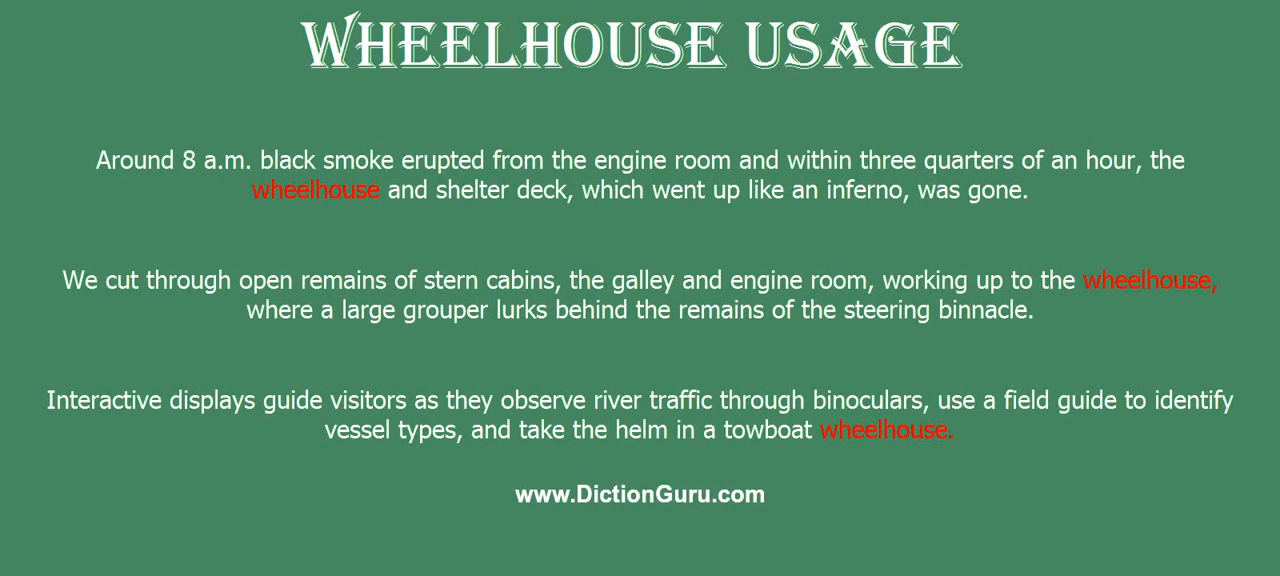 WHEELHOUSE USAGE
Around 8 a.m. black smoke erupted from the engine room and within three quarters of an hour, the
wheelhouse and shelter deck, which went up like an inferno, was gone.
We cut through open remains of stern cabins, the galley and engine room, working up to the wheelhouse,
where a large grouper lurks behind the remains of the steering binnacle.
Interactive displays guide visitors as they observe river traffic through binoculars, use a field guide to identify
vessel types, and take the helm in a towboat wheelhouse.
www.DictionGuru.com